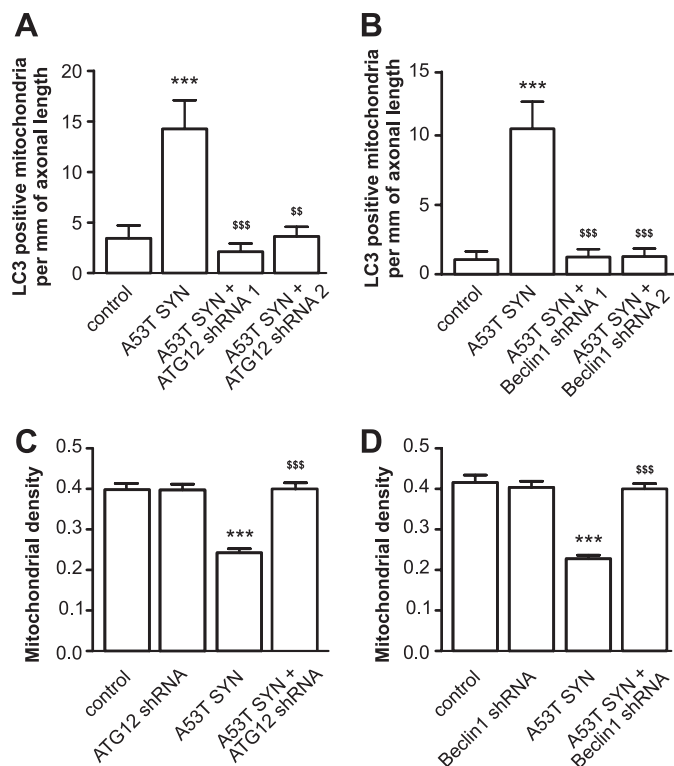 A
LC3 positive mitochondria
per mm of axonal length
20
15
10
5
0
***
$$$
$$
control
A53T SYN
A53T SYN +
ATG12 shRNA 1
A53T SYN +
ATG12 shRNA 2
B
LC3 positive mitochondria
per mm of axonal length
15
10
5
0
***
$$$
$$$
control
A53T SYN
A53T SYN +
Beclin1 shRNA 1
A53T SYN +
Beclin1 shRNA 2
C
Mitochondrial density
0.5
0.4
0.3
0.2
0.1
0.0
***
$$$
control
ATG12 shRNA
A53T SYN
A53T SYN +
ATG12 shRNA
D
Mitochondrial density
0.5
0.4
0.3
0.2
0.1
0.0
***
$$$
control
Beclin1 shRNA
A53T SYN
A53T SYN +
Beclin1 shRNA